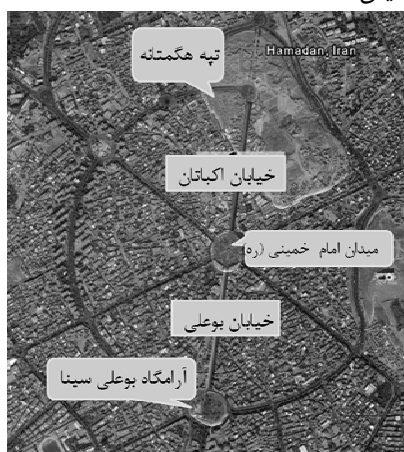 تپه هگمتانه
Hamadan, Iran
خیابان اکباتان
میدان امام خمینی (ره
خیابان بوعلی
آرامگاه بوعلی سینا